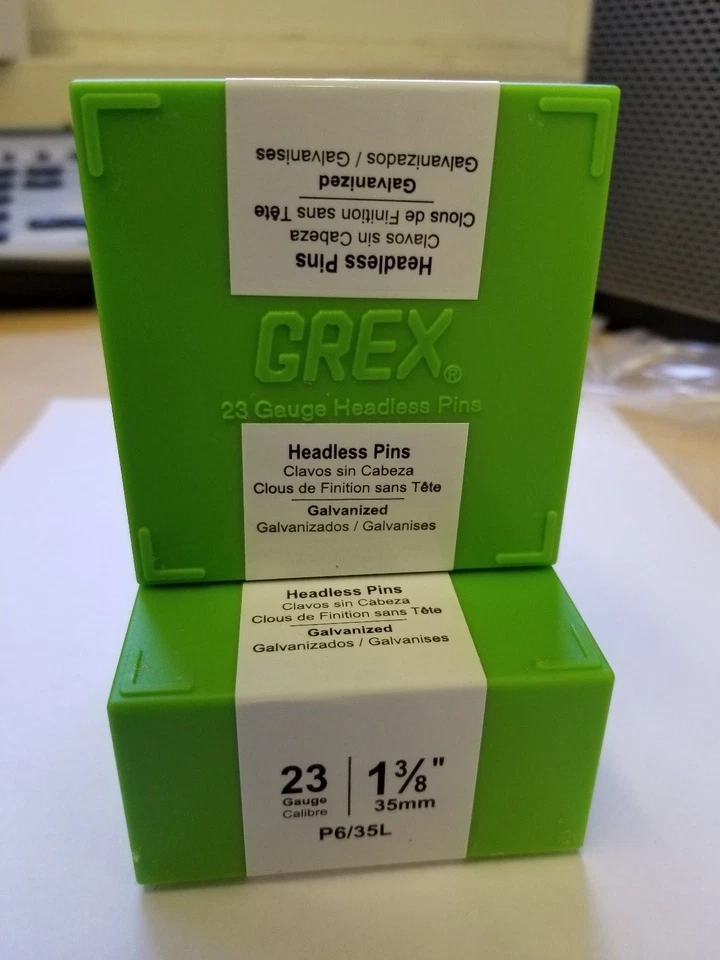 Galvanizados / Galvanises
Galvanized
Clous de Finition sans Tête
Clavos sin Cabeza
Headless Pins
GREX®
23 Gauge Headless Pins
Headless Pins
Clavos sin Cabeza
Clous de Finition sans Tête
Galvanized
Galvanizados / Galvanises
Headless Pins
Clavos sin Càbeza
Clous de Finition sans Tête
Galvanized
Galvanizados / Galvanises
23 1⅜"
Gauge 35mm
Calibre
P6/35L